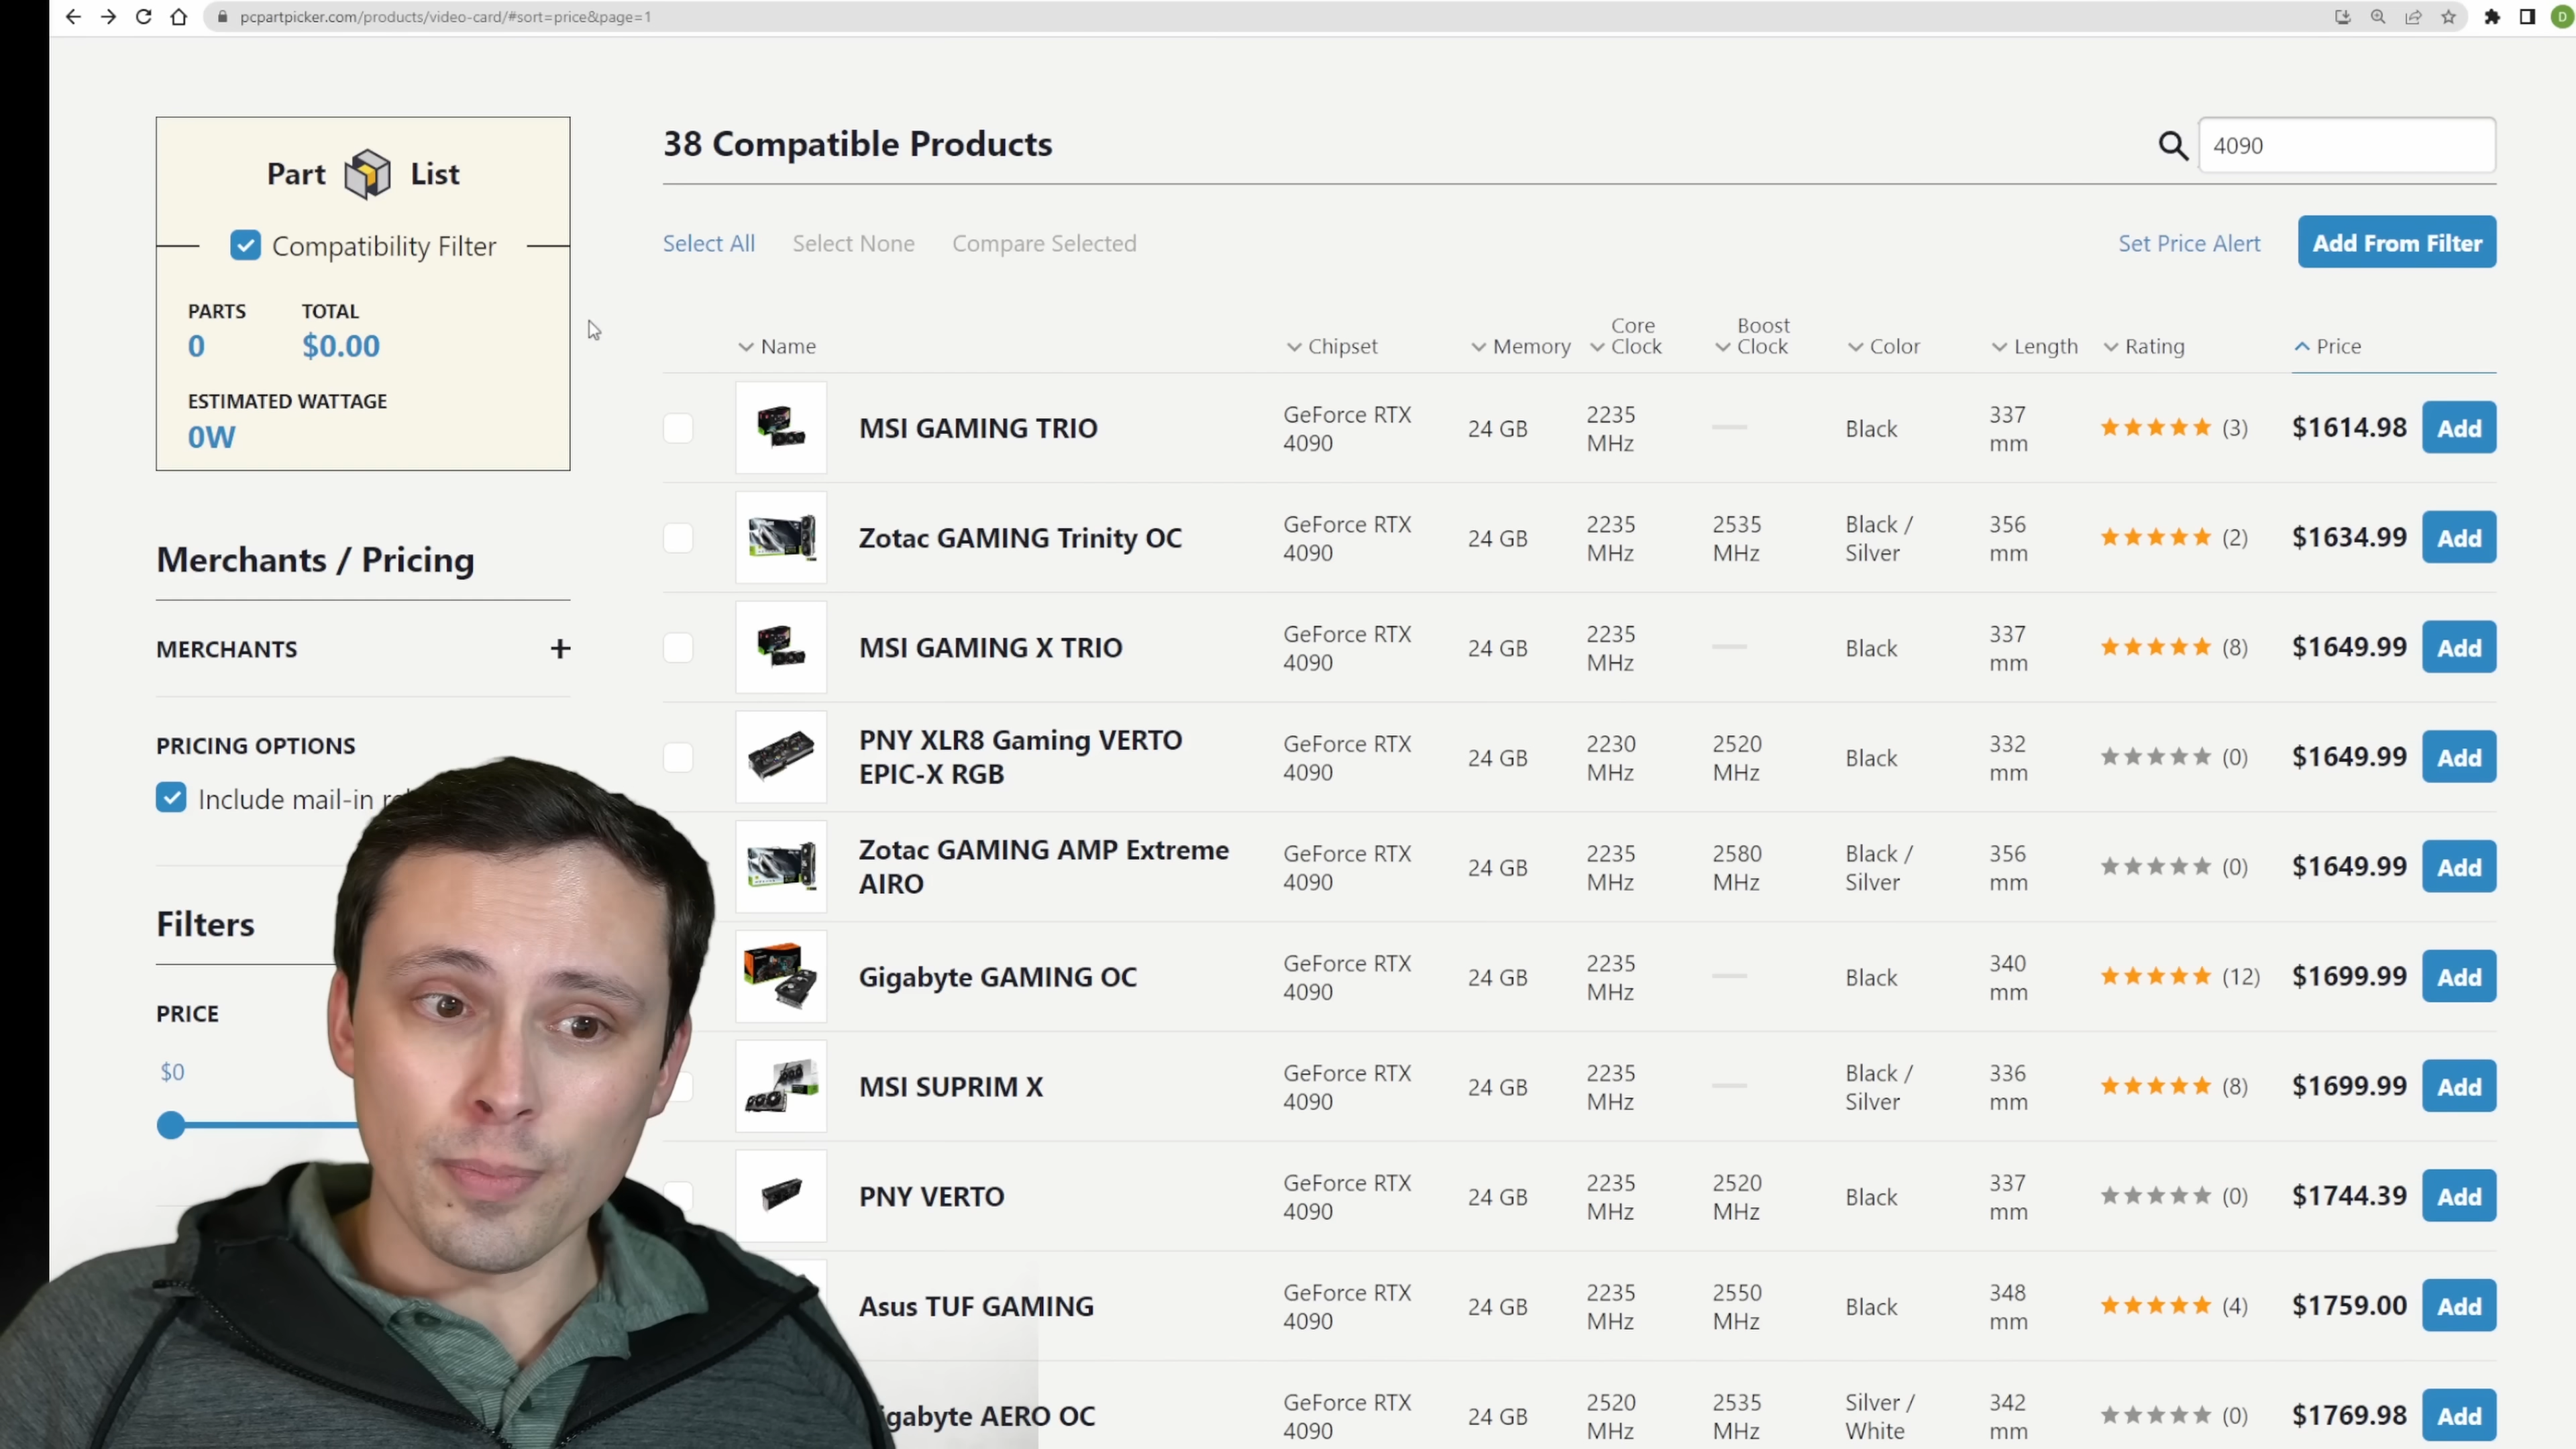 pcpartpicker.com/products/video-card/#sort=price&page=1
D
Part List
Compatibility Filter
PARTS TOTAL
0 $0.00
ESTIMATED WATTAGE
0W
Merchants / Pricing
MERCHANTS +
PRICING OPTIONS
Include mail-in
Filters
PRICE
$0
38 Compatible Products
4090
Select All Select None Compare Selected
Set Price Alert Add From Filter
Name Chipset Memory Core Clock Boost Clock Color Length Rating Price
MSI GAMING TRIO GeForce RTX 4090 24 GB 2235 MHz — Black 337 mm (3) $1614.98 Add
Zotac GAMING Trinity OC GeForce RTX 4090 24 GB 2235 MHz 2535 MHz Black / Silver 356 mm (2) $1634.99 Add
MSI GAMING X TRIO GeForce RTX 4090 24 GB 2235 MHz — Black 337 mm (8) $1649.99 Add
PNY XLR8 Gaming VERTO EPIC-X RGB GeForce RTX 4090 24 GB 2230 MHz 2520 MHz Black 332 mm (0) $1649.99 Add
Zotac GAMING AMP Extreme AIRO GeForce RTX 4090 24 GB 2235 MHz 2580 MHz Black / Silver 356 mm (0) $1649.99 Add
Gigabyte GAMING OC GeForce RTX 4090 24 GB 2235 MHz — Black 340 mm (12) $1699.99 Add
MSI SUPRIM X GeForce RTX 4090 24 GB 2235 MHz — Black / Silver 336 mm (8) $1699.99 Add
PNY VERTO GeForce RTX 4090 24 GB 2235 MHz 2520 MHz Black 337 mm (0) $1744.39 Add
Asus TUF GAMING GeForce RTX 4090 24 GB 2235 MHz 2550 MHz Black 348 mm (4) $1759.00 Add
igabyte AERO OC GeForce RTX 4090 24 GB 2520 MHz 2535 MHz Silver / White 342 mm (0) $1769.98 Add